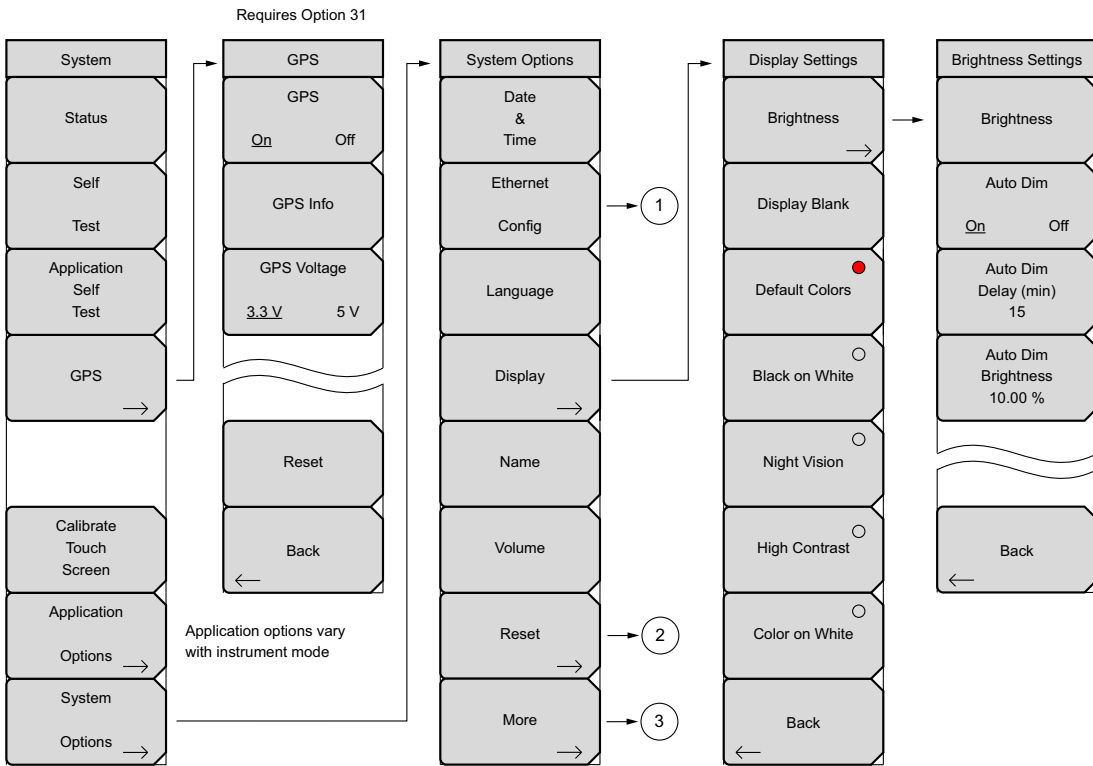 Requires Option 31
System
Status
Self
Test
Application
Self
Test
GPS
Calibrate
Touch
Screen
Application
Options
System
Options
Application options vary
with instrument mode
GPS
GPS
On Off
GPS Info
GPS Voltage
3.3 V 5 V
Reset
Back
System Options
Date
&
Time
Ethernet
Config
1
Language
Display
Name
Volume
Reset
2
More
3
Display Settings
Brightness
Display Blank
Default Colors
Black on White
Night Vision
High Contrast
Color on White
Back
Brightness Settings
Brightness
Auto Dim
On Off
Auto Dim
Delay (min)
15
Auto Dim
Brightness
10.00 %
Back